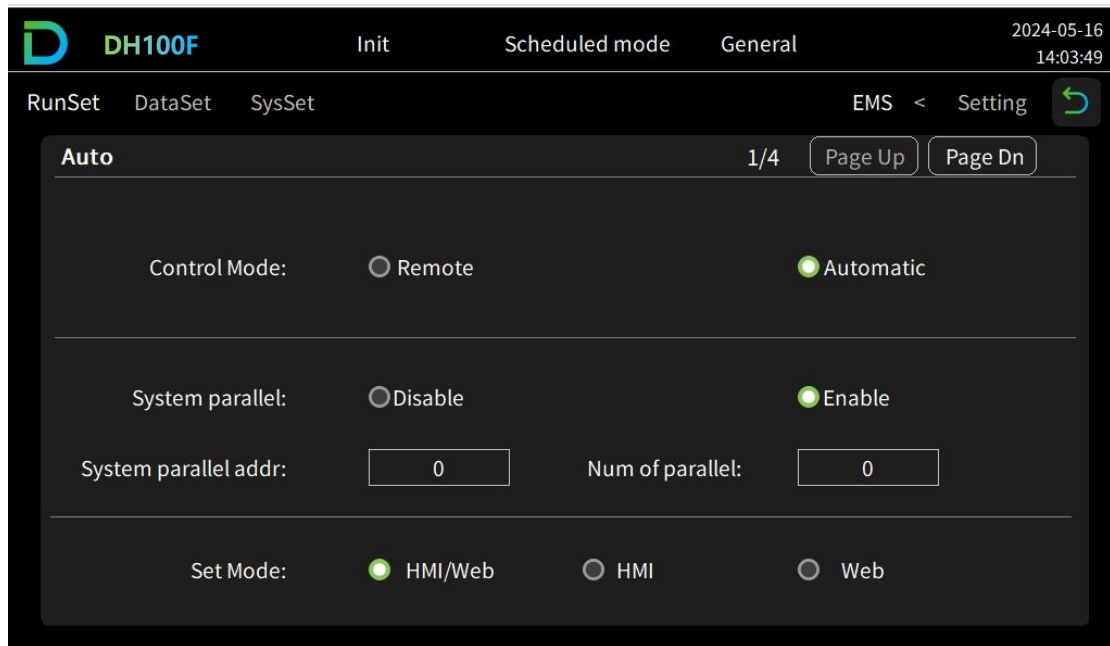 DH100F Init Scheduled mode General 2024-05-16
14:03:49
RunSet DataSet SysSet EMS < Setting
Auto 1/4 Page Up Page Dn
Control Mode: Remote Automatic
System parallel: Disable Enable
System parallel addr: 0 Num of parallel: 0
Set Mode: HMI/Web HMI Web